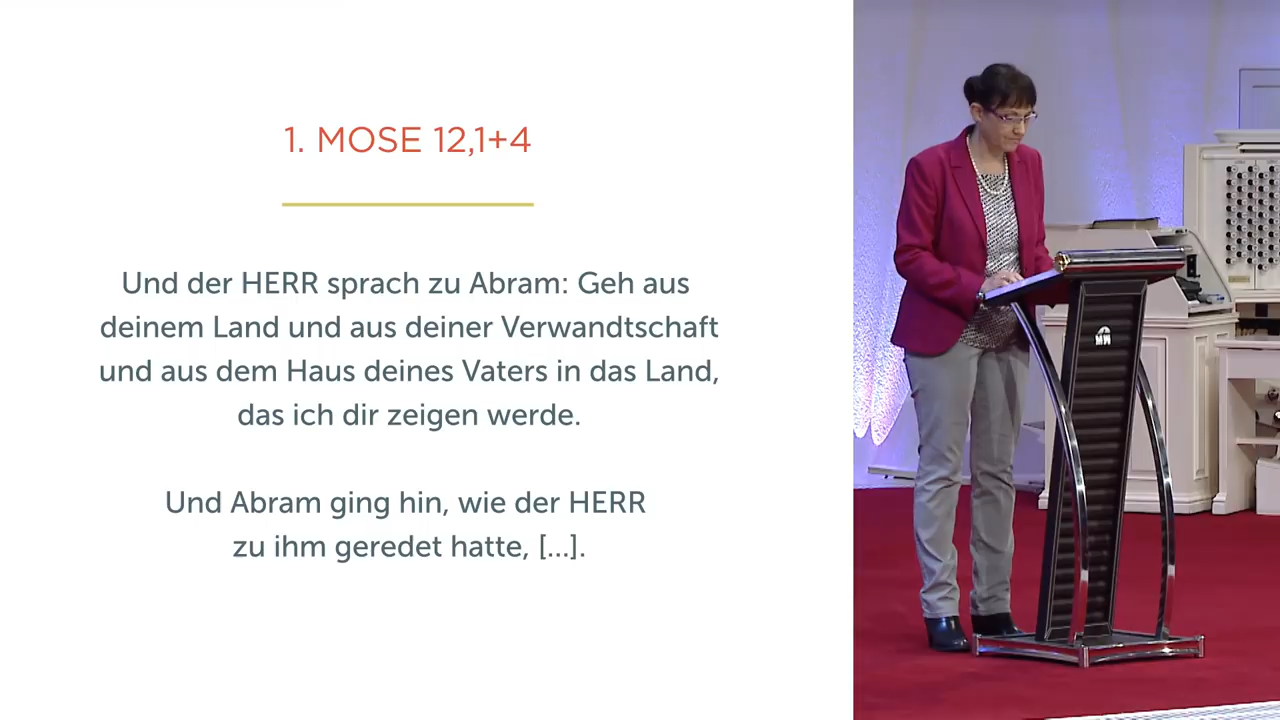 1. MOSE 12,1+4
Und der HERR sprach zu Abram: Geh aus
deinem Land und aus deiner Verwandtschaft
und aus dem Haus deines Vaters in das Land,
das ich dir zeigen werde.
Und Abram ging hin, wie der HERR
zu ihm geredet hatte, [...].
MW